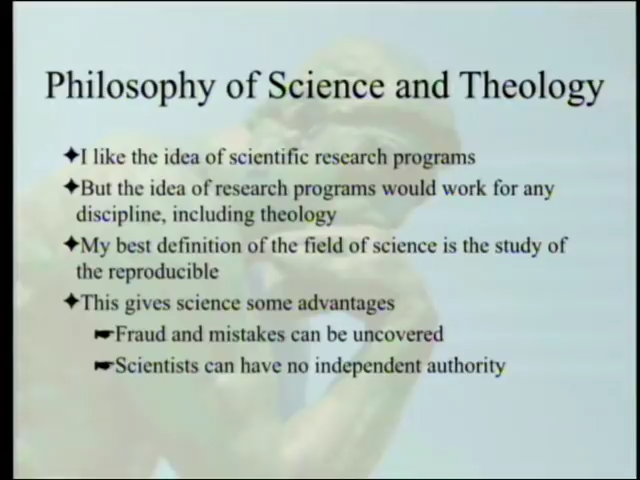 Philosophy of Science and Theology
✦I like the idea of scientific research programs
✦But the idea of research programs would work for any
discipline, including theology
✦My best definition of the field of science is the study of
the reproducible
✦This gives science some advantages
☛Fraud and mistakes can be uncovered
☛Scientists can have no independent authority